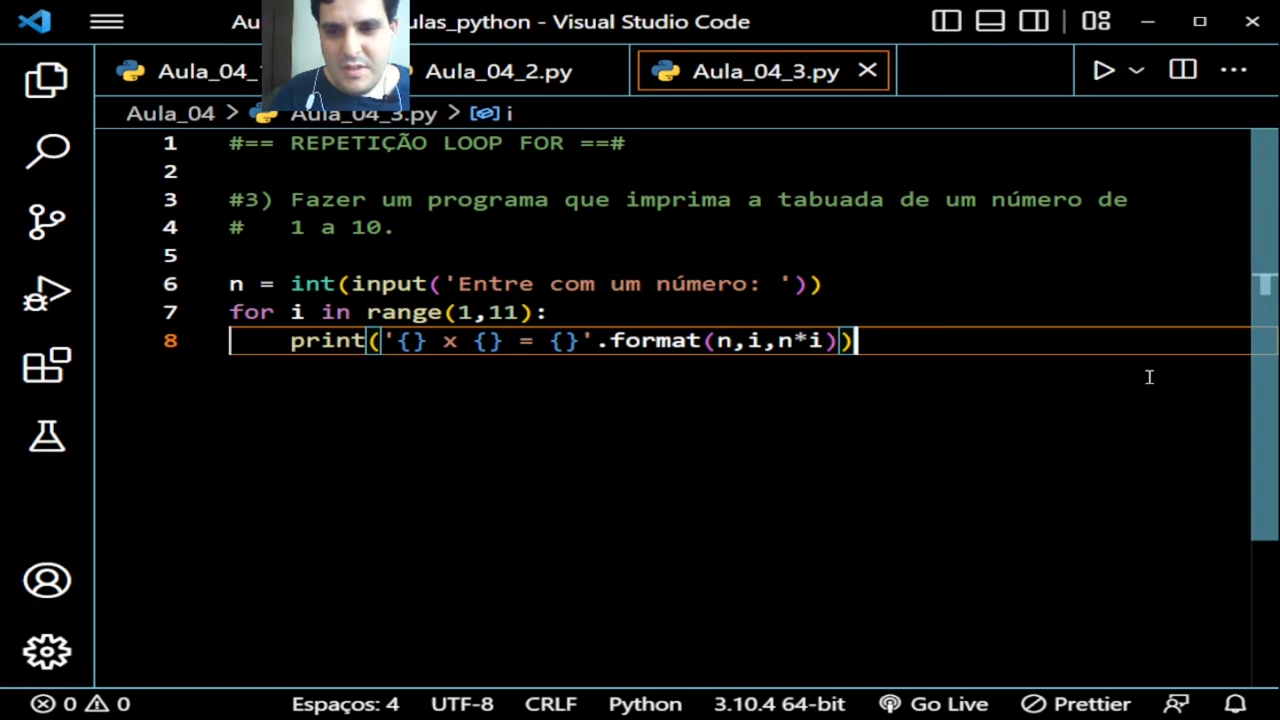 Au aulas_python - Visual Studio Code
Aula_04_ Aula_04_2.py Aula_04_3.py
Aula_04 > Aula_04_3.py > i
1 #== REPETIÇÃO LOOP FOR ==#
2
3 #3) Fazer um programa que imprima a tabuada de um número de
4 #   1 a 10.
5
6 n = int(input('Entre com um número: '))
7 for i in range(1,11):
8     print('{} x {} = {}'.format(n,i,n*i))
0 0 Espaços: 4 UTF-8 CRLF Python 3.10.4 64-bit Go Live Prettier